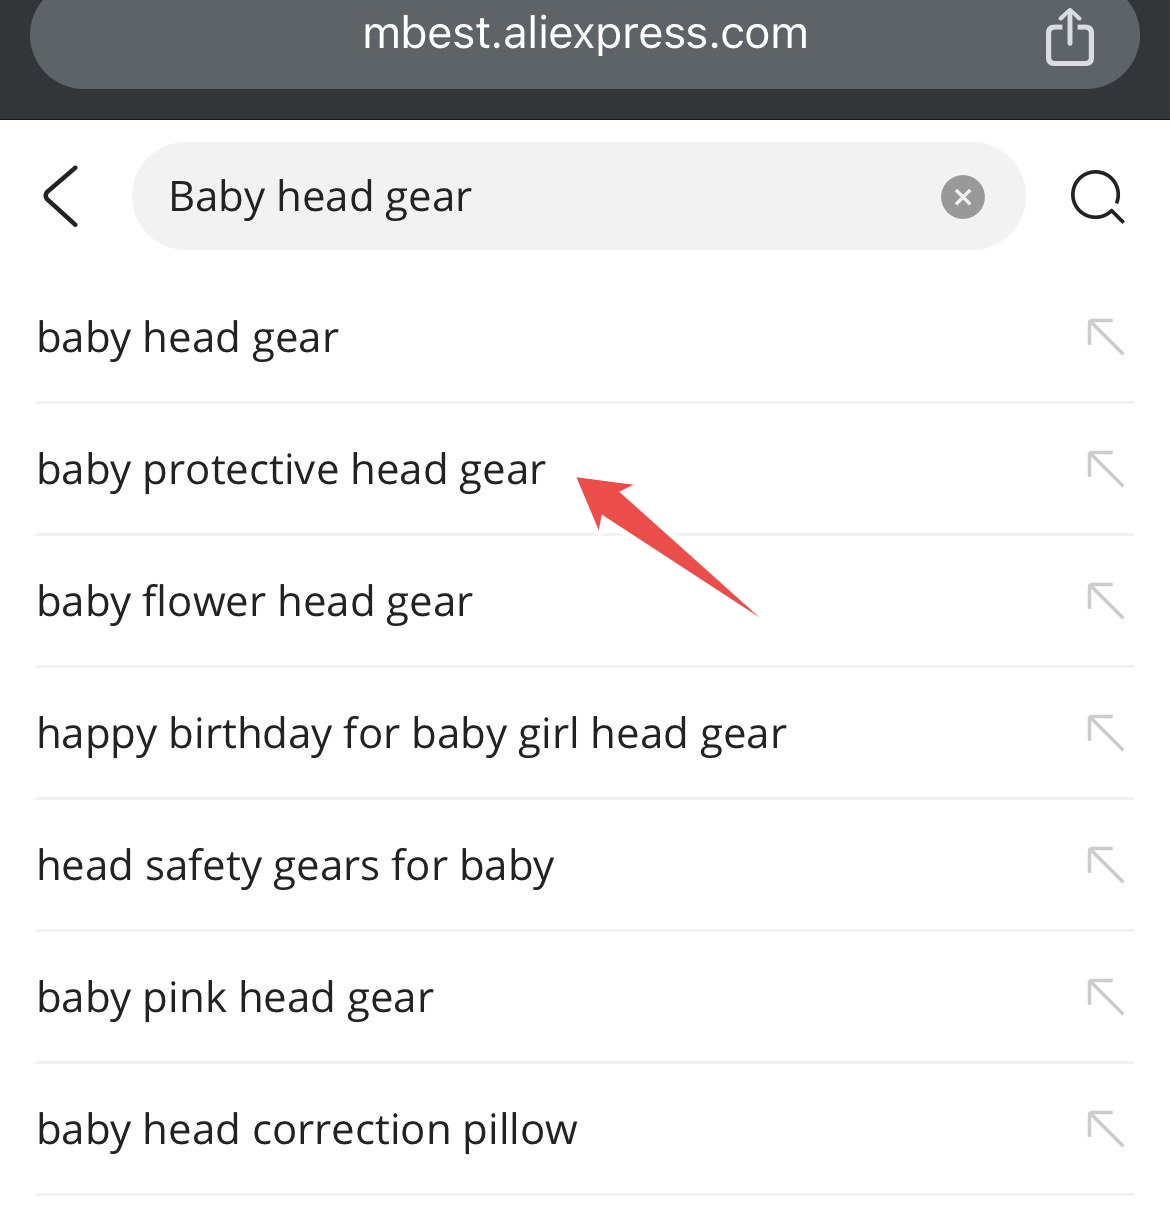 mbest.aliexpress.com
Baby head gear
baby head gear
baby protective head gear
baby flower head gear
happy birthday for baby girl head gear
head safety gears for baby
baby pink head gear
baby head correction pillow